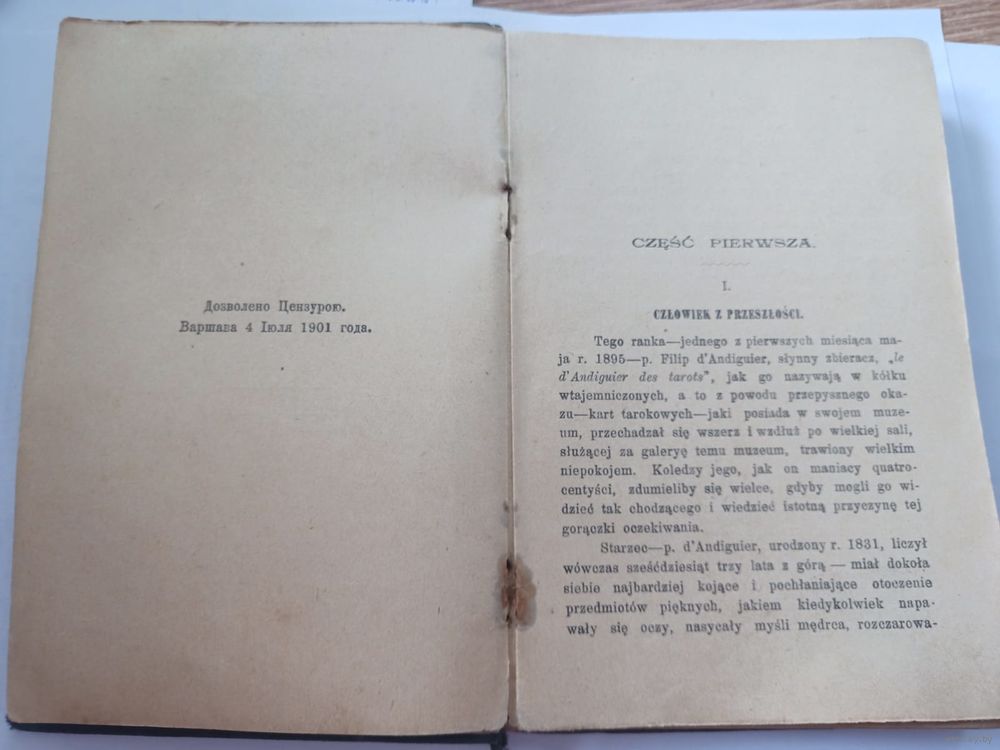 Дозволено Цензурою.
Варшава 4 Іюля 1901 года.
CZĘŚĆ PIERWSZA.
I.
CZŁOWIEK Z PRZESZŁOŚCI.
Tego ranka—jednego z pierwszych miesiąca ma-
ja r. 1895—p. Filip d'Andiguier, słynny zbieracz, „le
d'Andiguier des tarots", jak go nazywają w kółku
wtajemniczonych, a to z powodu przepysznego oka-
zu—kart tarokowych—jaki posiada w swojem muze-
um, przechadzał się wszerz i wzdłuż po wielkiej sali,
służącej za galeryę temu muzeum, trawiony wielkim
niepokojem. Koledzy jego, jak on maniacy quatro-
centyści, zdumieliby się wielce, gdyby mogli go wi-
dzieć tak chodzącego i wiedzieć istotną przyczynę tej
gorączki oczekiwania.
Starzec—p. d'Andiguier, urodzony r. 1831, liczył
wówczas sześćdziesiąt trzy lata z górą — miał dokoła
siebie najbardziej kojące i pochłaniające otoczenie
przedmiotów pięknych, jakiem kiedykolwiek napa-
wały się oczy, nasycały myśli mędrca, rozczarowa-